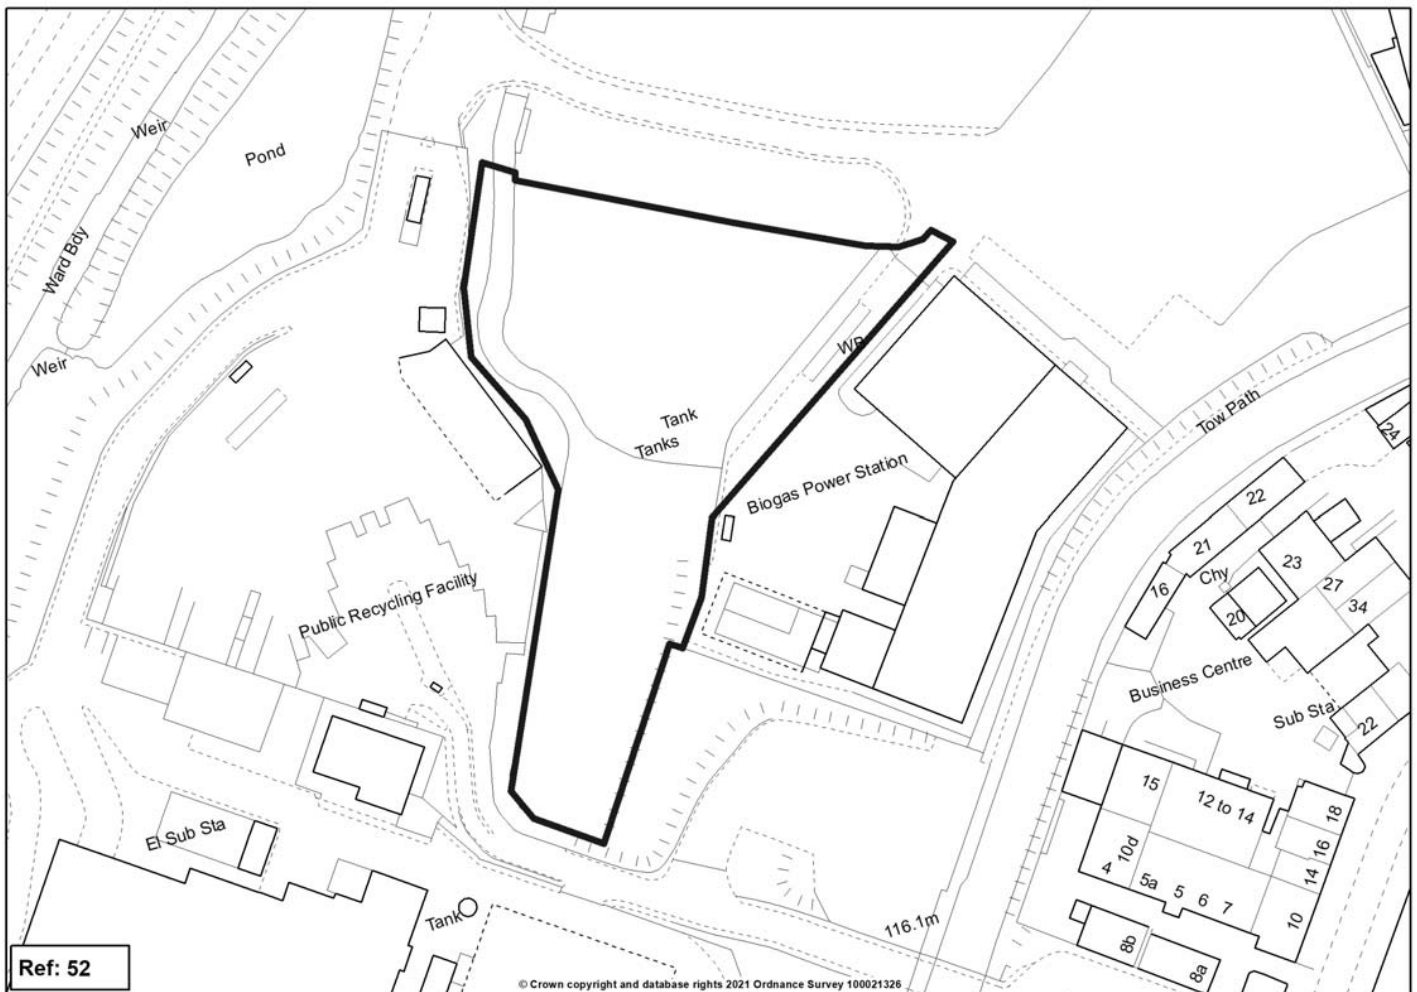 Weir
Pond
Ward Bdy
Weir
WB
Tank
Tanks
Tow Path
24
Biogas Power Station
22
21
Chy
23
27
34
16
20
Public Recycling Facility
Business Centre
Sub Sta
22
15
12 to 14
18
16
14
El Sub Sta
10d
4
5a
5
6
7
10
Tank
116.1m
8b
8a
Ref: 52
© Crown copyright and database rights 2021 Ordnance Survey 100021326